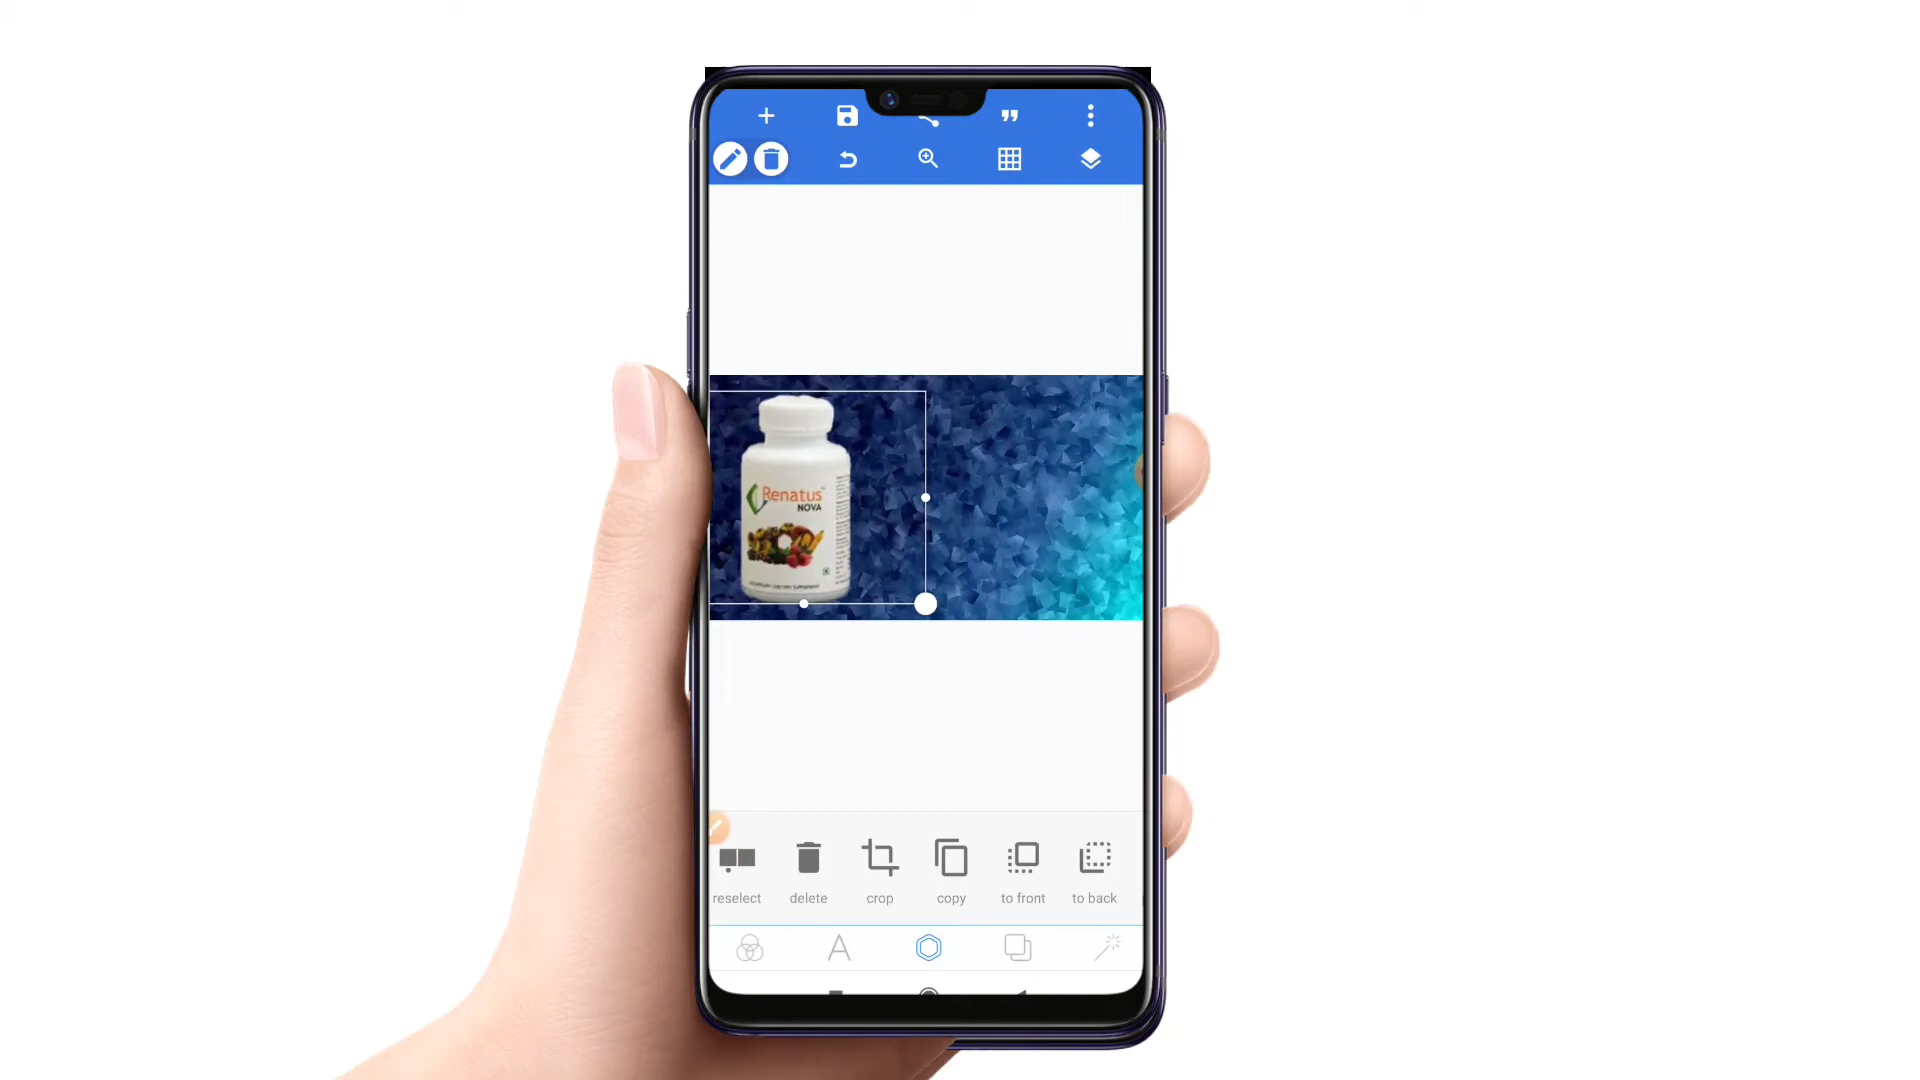 Renatus
NOVA
reselect
delete
crop
copy
to front
to back